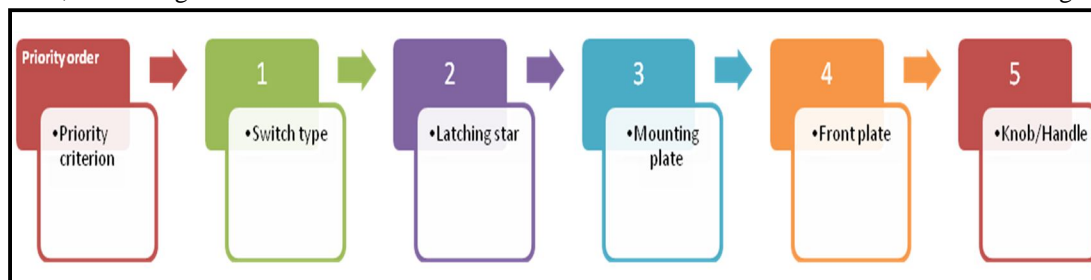 Priority order
•Priority
criterion
1
•Switch type
2
•Latching star
3
•Mounting
plate
4
•Front plate
5
•Knob/Handle